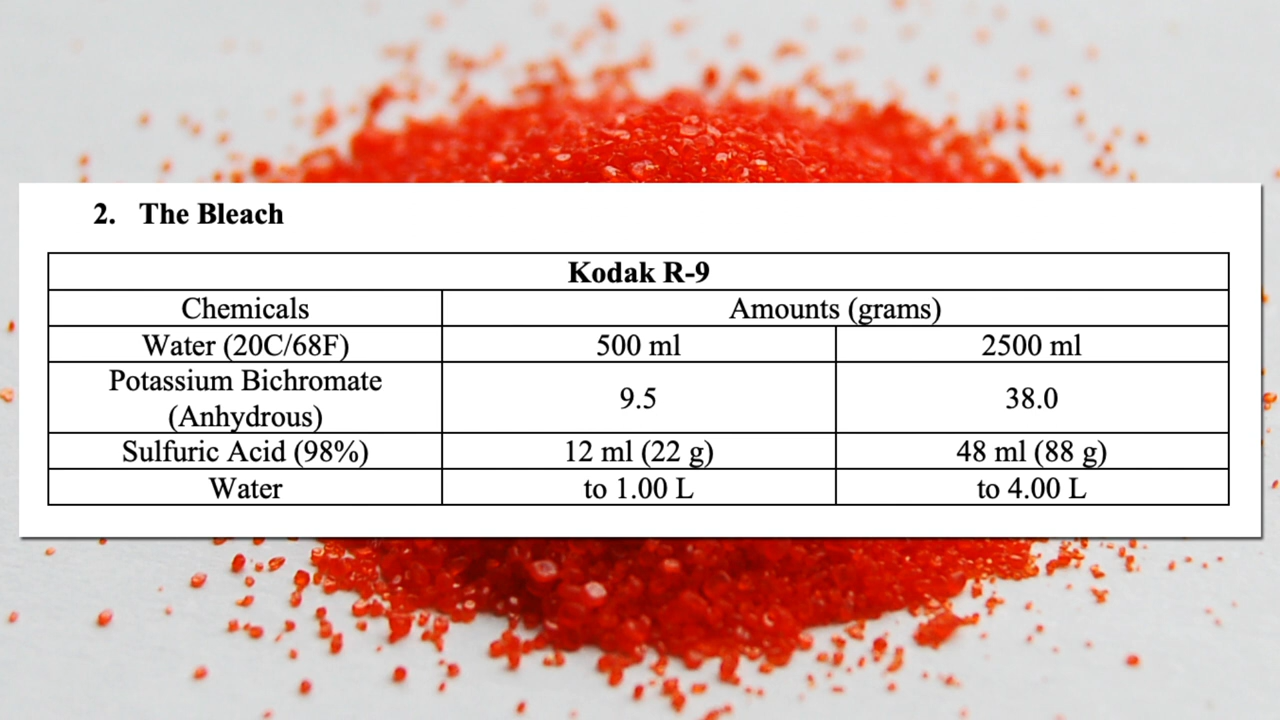 2. The Bleach
Kodak R-9
Chemicals Amounts (grams)
Water (20C/68F) 500 ml 2500 ml
Potassium Bichromate
(Anhydrous) 9.5 38.0
Sulfuric Acid (98%) 12 ml (22 g) 48 ml (88 g)
Water to 1.00 L to 4.00 L